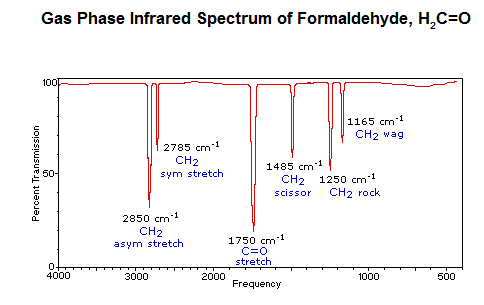 Gas Phase Infrared Spectrum of Formaldehyde, H₂C=O
100
50
0
Percent Transmission
2785 cm⁻¹
CH₂
sym stretch
2850 cm⁻¹
CH₂
asym stretch
1750 cm⁻¹
C=O
stretch
1485 cm⁻¹
CH₂
scissor
1250 cm⁻¹
CH₂ rock
1165 cm⁻¹
CH₂ wag
4000 3000 2000 1000 500
Frequency